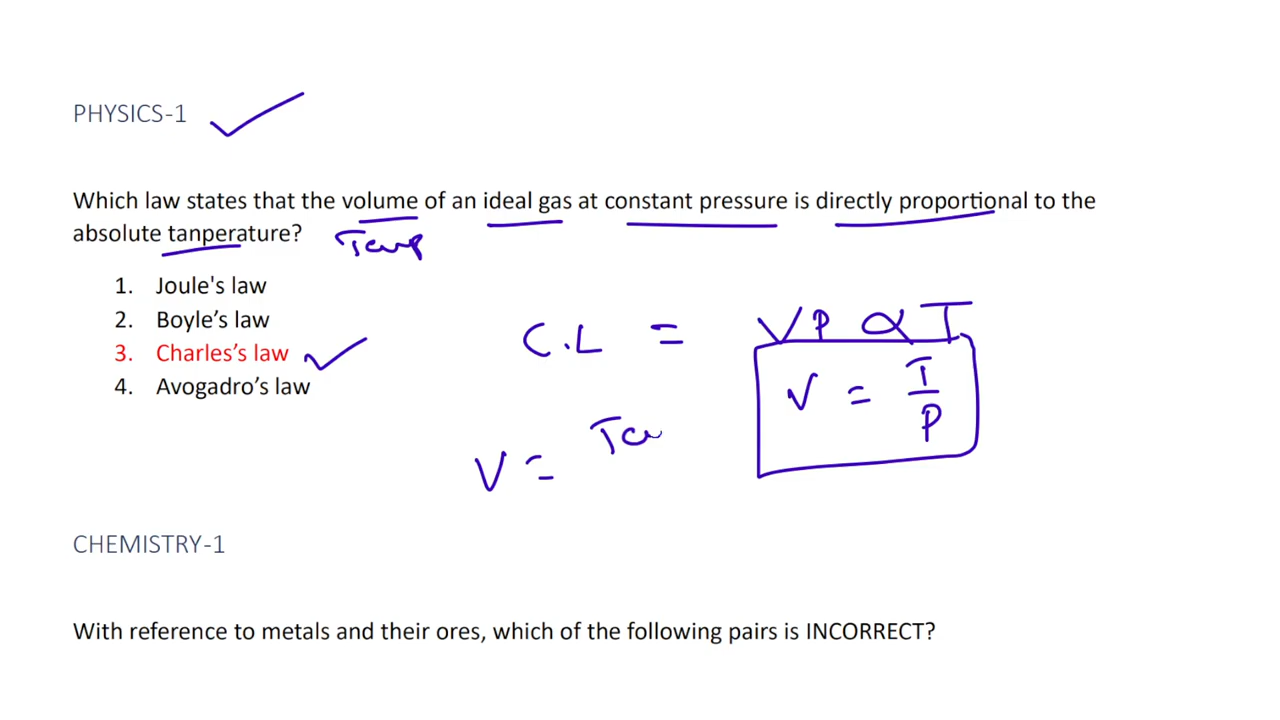 PHYSICS-1
Which law states that the volume of an ideal gas at constant pressure is directly proportional to the
absolute tanperature?
Temp
1. Joule's law
2. Boyle’s law
3. Charles’s law
4. Avogadro’s law
C.L = VP ∝ T
V = T/P
V =
CHEMISTRY-1
With reference to metals and their ores, which of the following pairs is INCORRECT?